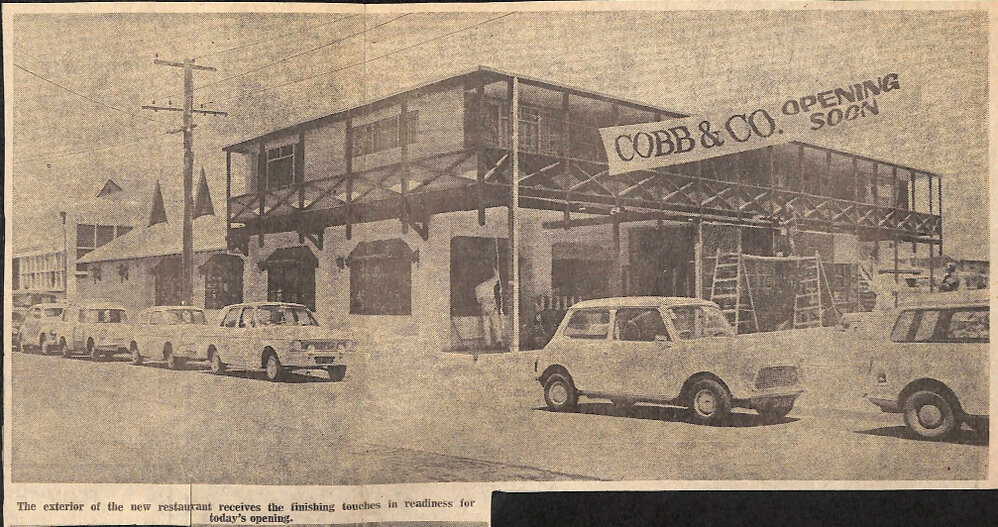 COBB & CO. OPENING
SOON
The exterior of the new restaurant receives the finishing touches in readiness for
today's opening.